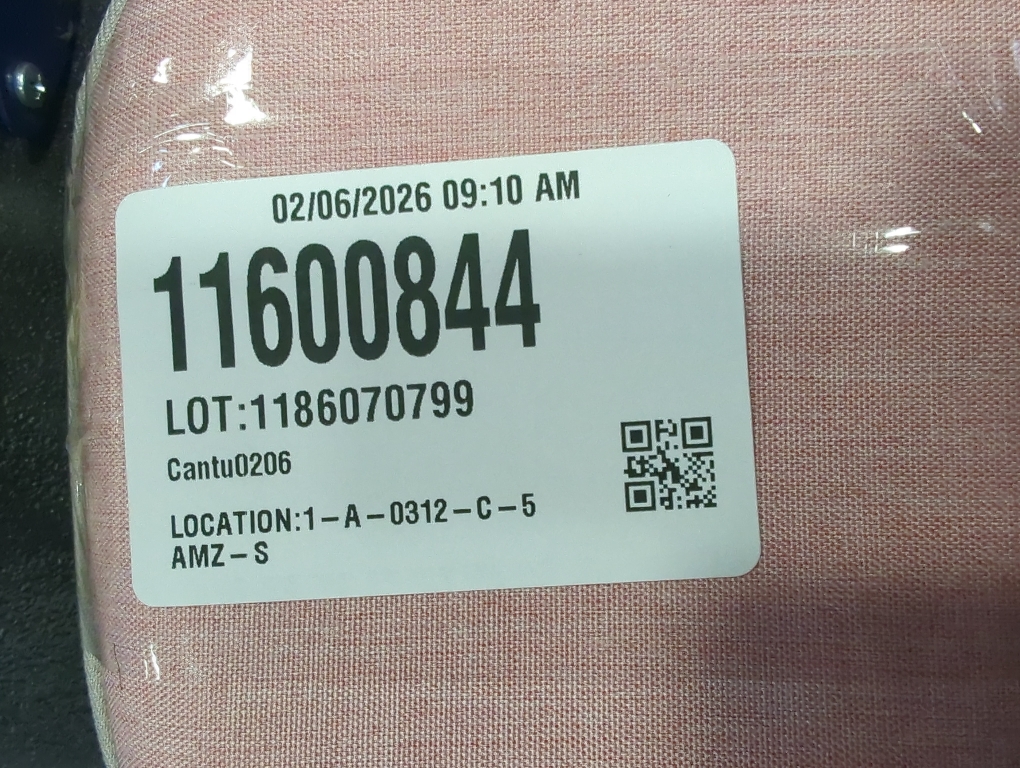 02/06/2026 09:10 AM
11600844
LOT:1186070799
Cantu0206
LOCATION:1-A-0312-C-5
AMZ-S